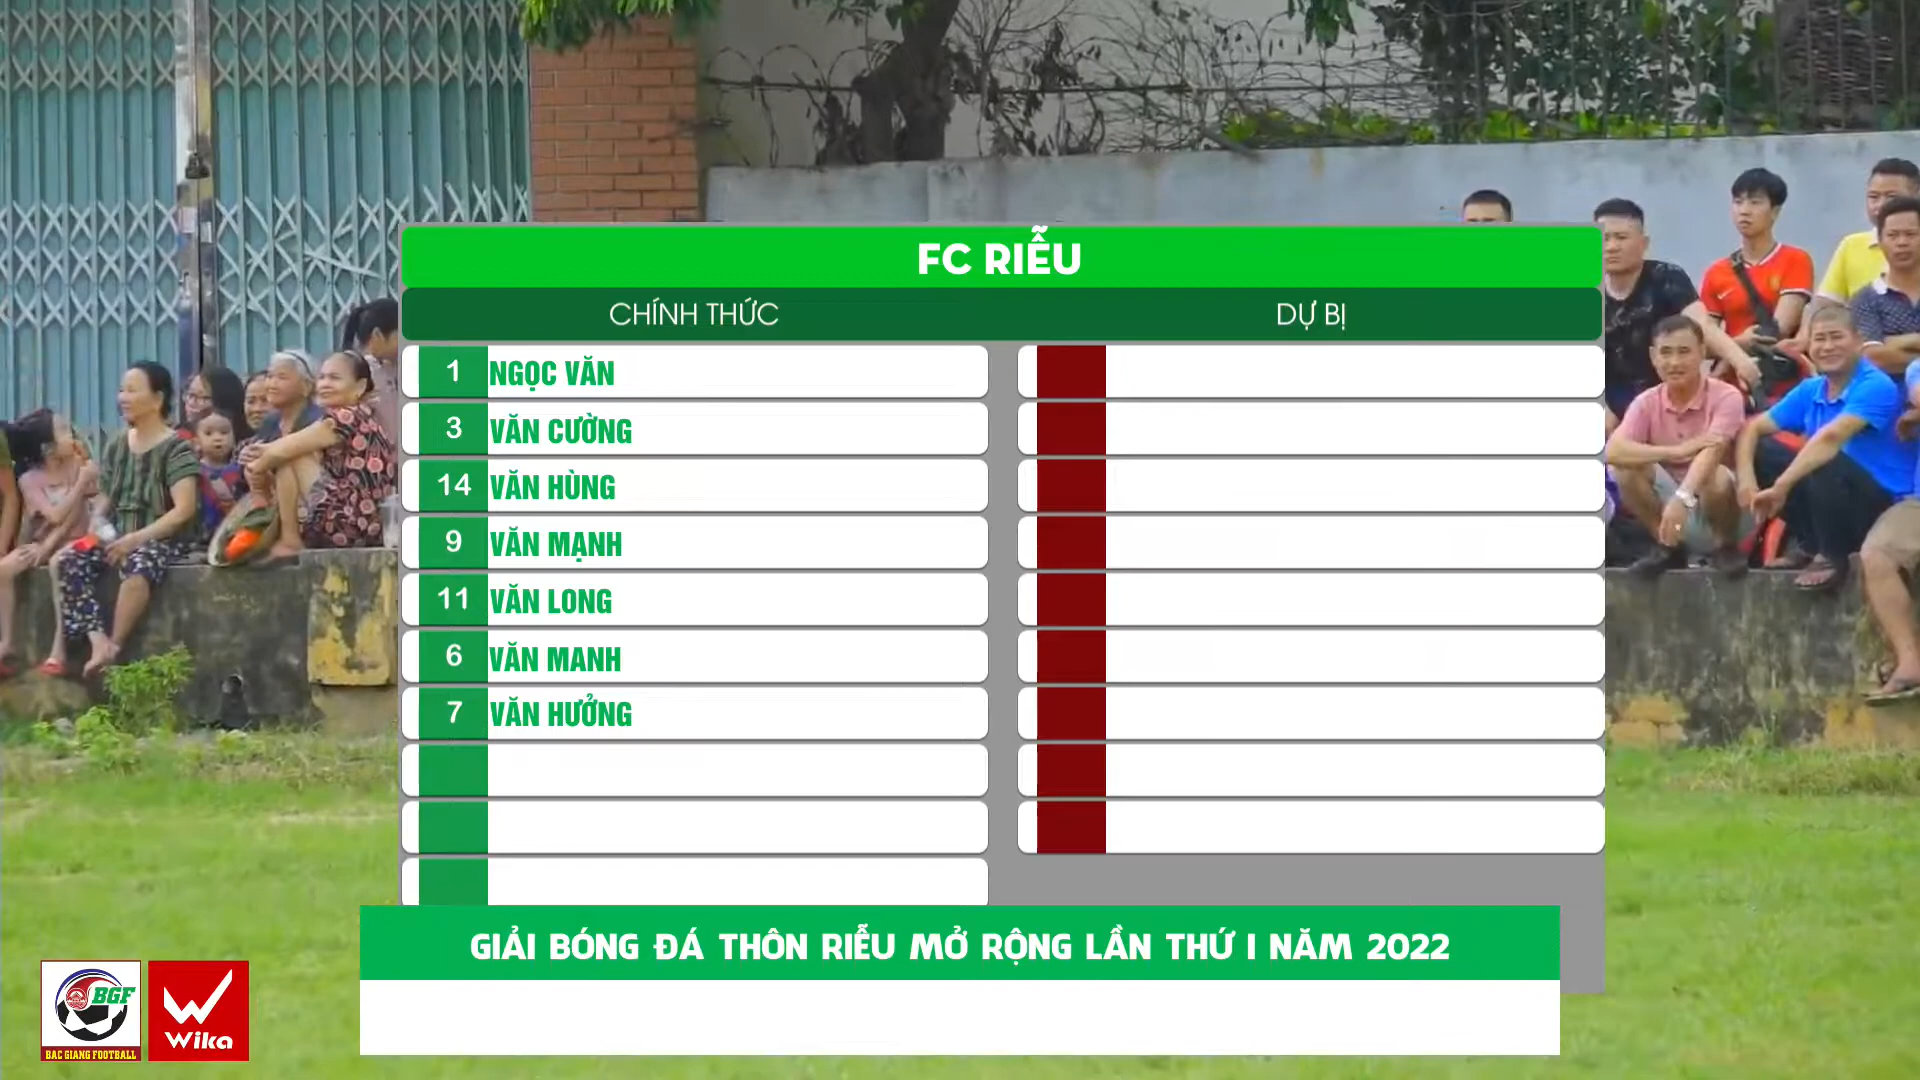 FC RIỄU
CHÍNH THỨC
DỰ BỊ
1 NGỌC VĂN
3 VĂN CƯỜNG
14 VĂN HÙNG
9 VĂN MẠNH
11 VĂN LONG
6 VĂN MANH
7 VĂN HƯỞNG
GIẢI BÓNG ĐÁ THÔN RIỄU MỞ RỘNG LẦN THỨ I NĂM 2022
BGF
BAC GIANG FOOTBALL
Wika